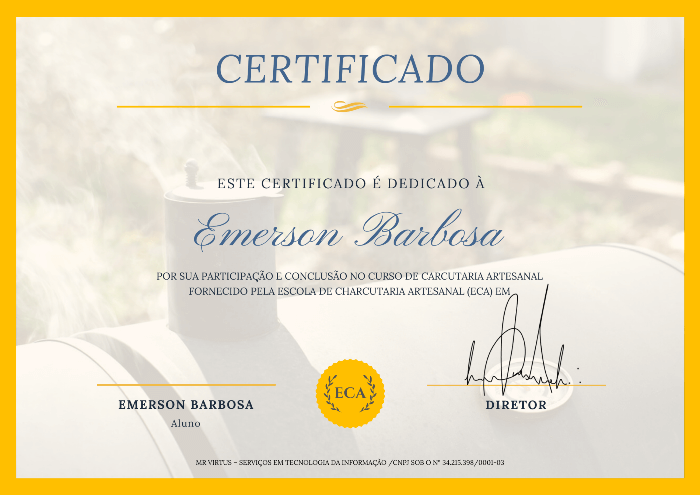 CERTIFICADO
ESTE CERTIFICADO É DEDICADO À
Emerson Barbosa
POR SUA PARTICIPAÇÃO E CONCLUSÃO NO CURSO DE CARCUTARIA ARTESANAL
FORNECIDO PELA ESCOLA DE CHARCUTARIA ARTESANAL (ECA) EM
ECA
EMERSON BARBOSA
DIRETOR
Aluno
MR VIRTUS – SERVIÇOS EM TECNOLOGIA DA INFORMAÇÃO /CNPJ SOB O Nº 34.215.398/0001-03